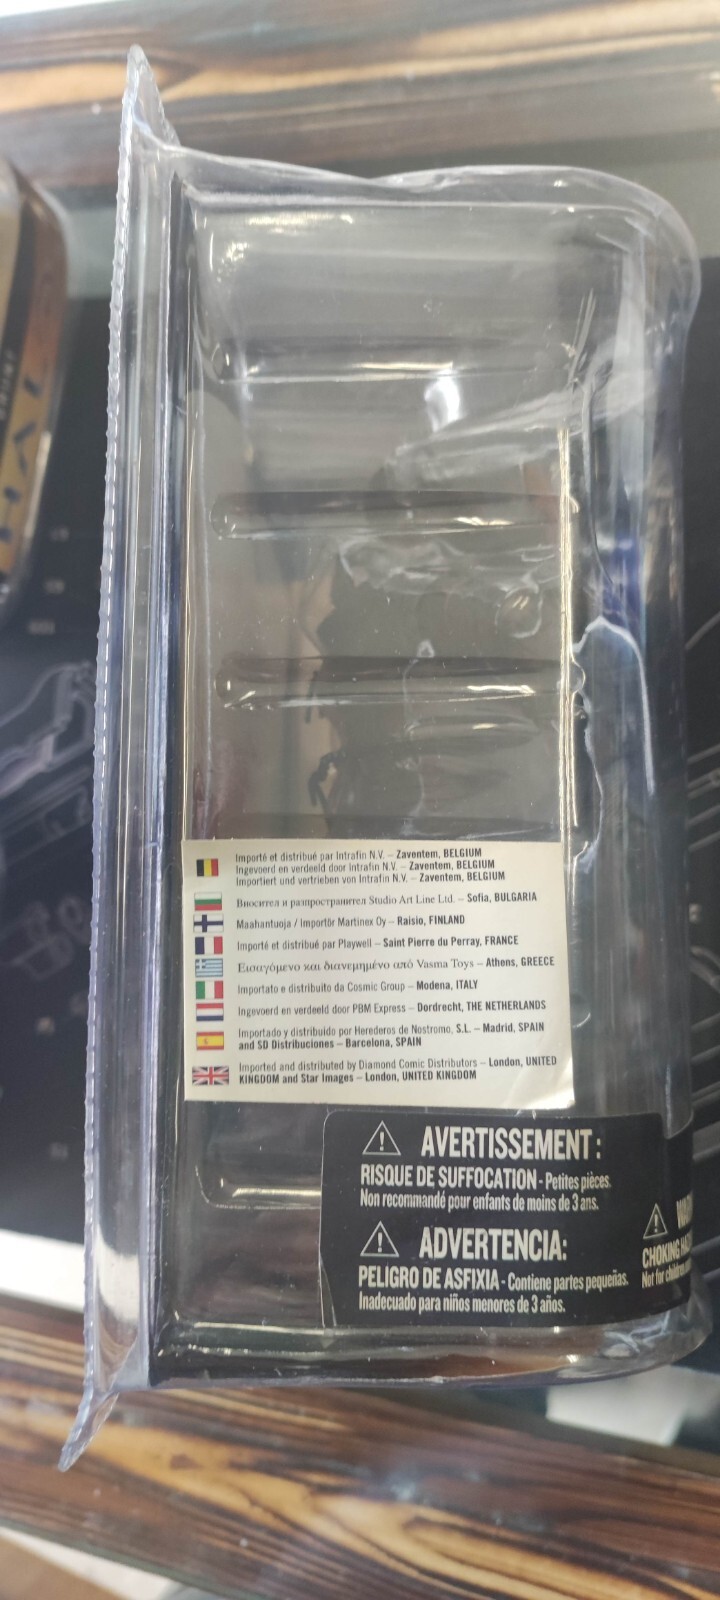 Importé et distribué par Intrafin N.V. – Zaventem, BELGIUM
Ingevoerd en verdeeld door Intrafin N.V. – Zaventem, BELGIUM
Importiert und vertrieben von Intrafin N.V. – Zaventem, BELGIUM
Вносител и разпространител Studio Art Line Ltd. – Sofia, BULGARIA
Maahantuoja / Importör Martinex Oy – Raisio, FINLAND
Importé et distribué par Playwell – Saint Pierre du Perray, FRANCE
Εισαγόμενο και διανεμημένο από Vasma Toys – Athens, GREECE
Importato e distribuito da Cosmic Group – Modena, ITALY
Ingevoerd en verdeeld door PBM Express – Dordrecht, THE NETHERLANDS
Importado y distribuido por Herederos de Nostromo, S.L. – Madrid, SPAIN
and SD Distribuciones – Barcelona, SPAIN
Imported and distributed by Diamond Comic Distributors – London, UNITED
KINGDOM and Star Images – London, UNITED KINGDOM
AVERTISSEMENT:
RISQUE DE SUFFOCATION - Petites pièces.
Non recommandé pour enfants de moins de 3 ans.
ADVERTENCIA:
PELIGRO DE ASFIXIA - Contiene partes pequeñas.
Inadecuado para niños menores de 3 años.
CHOKING
Not for children